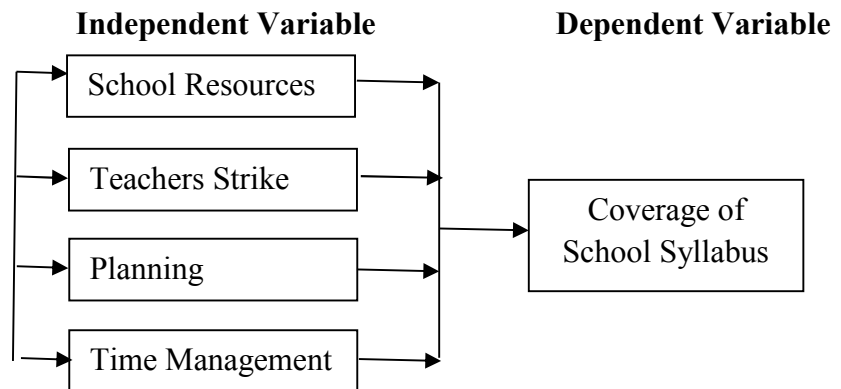 Independent Variable
Dependent Variable
School Resources
Teachers Strike
Planning
Time Management
Coverage of
School Syllabus